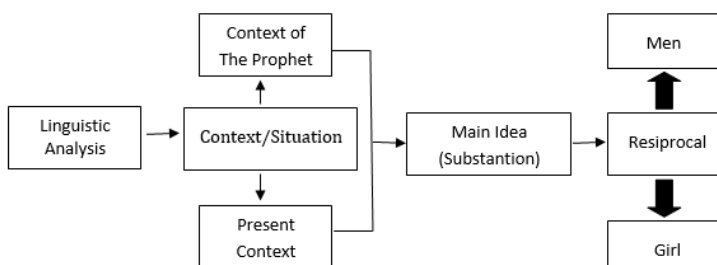 Context of
The Prophet
Men
Linguistic
Analysis
Context/Situation
Main Idea
(Substantion)
Resiprocal
Present
Context
Girl